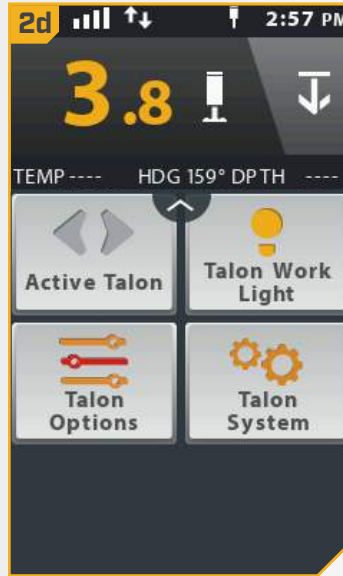 2d
2:57 PM
3.8
TEMP ---- HDG 159° DPTH ----
Active Talon
Talon Work
Light
Talon
Options
Talon
System